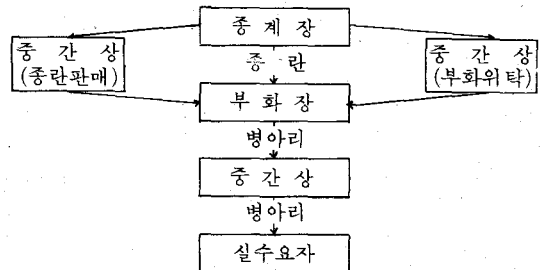 종 계 장
중 간 상
(종란판매)
종 란
중 간 상
(부화위탁)
부 화 장
병아리
중 간 상
병아리
실수요자